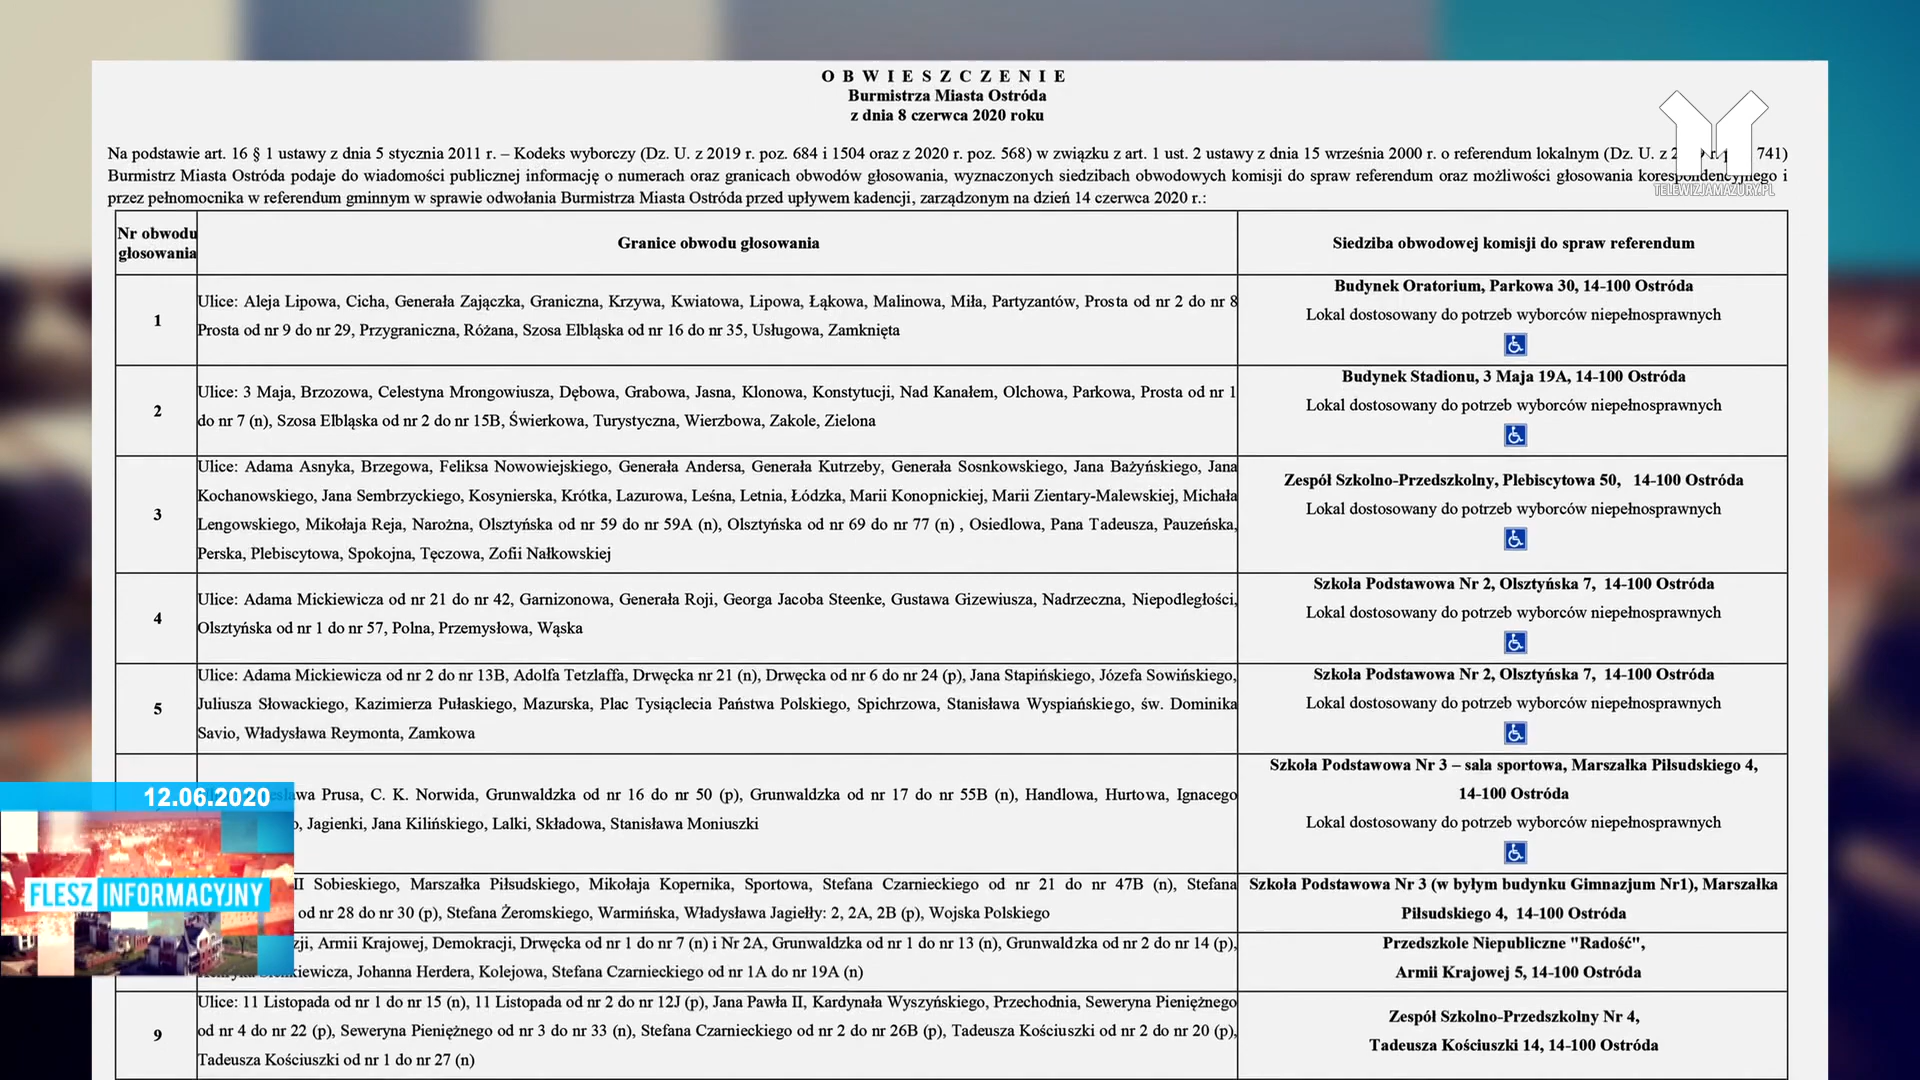 O B W I E S Z C Z E N I E
Burmistrza Miasta Ostróda
z dnia 8 czerwca 2020 roku
TELEWIZJAMAZURY.PL
Na podstawie art. 16 § 1 ustawy z dnia 5 stycznia 2011 r. – Kodeks wyborczy (Dz. U. z 2019 r. poz. 684 i 1504 oraz z 2020 r. poz. 568) w związku z art. 1 ust. 2 ustawy z dnia 15 września 2000 r. o referendum lokalnym (Dz. U. z 741)
Burmistrz Miasta Ostróda podaje do wiadomości publicznej informację o numerach oraz granicach obwodów głosowania, wyznaczonych siedzibach obwodowych komisji do spraw referendum oraz możliwości głosowania korespondencyjnego i
przez pełnomocnika w referendum gminnym w sprawie odwołania Burmistrza Miasta Ostróda przed upływem kadencji, zarządzonym na dzień 14 czerwca 2020 r.:
Nr obwodu
głosowania
Granice obwodu głosowania
Siedziba obwodowej komisji do spraw referendum
1
Ulice: Aleja Lipowa, Cicha, Generała Zajączka, Graniczna, Krzywa, Kwiatowa, Lipowa, Łąkowa, Malinowa, Miła, Partyzantów, Prosta od nr 2 do nr 8
Prosta od nr 9 do nr 29, Przygraniczna, Różana, Szosa Elbląska od nr 16 do nr 35, Usługowa, Zamknięta
Budynek Oratorium, Parkowa 30, 14-100 Ostróda
Lokal dostosowany do potrzeb wyborców niepełnosprawnych
2
Ulice: 3 Maja, Brzozowa, Celestyna Mrongowiusza, Dębowa, Grabowa, Jasna, Klonowa, Konstytucji, Nad Kanałem, Olchowa, Parkowa, Prosta od nr 1
do nr 7 (n), Szosa Elbląska od nr 2 do nr 15B, Świerkowa, Turystyczna, Wierzbowa, Zakole, Zielona
Budynek Stadionu, 3 Maja 19A, 14-100 Ostróda
Lokal dostosowany do potrzeb wyborców niepełnosprawnych
3
Ulice: Adama Asnyka, Brzegowa, Feliksa Nowowiejskiego, Generała Andersa, Generała Kutrzeby, Generała Sosnkowskiego, Jana Bażyńskiego, Jana
Kochanowskiego, Jana Sembrzyckiego, Kosynierska, Krótka, Lazurowa, Leśna, Letnia, Łódzka, Marii Konopnickiej, Marii Zientary-Malewskiej, Michała
Lengowskiego, Mikołaja Reja, Narożna, Olsztyńska od nr 59 do nr 59A (n), Olsztyńska od nr 69 do nr 77 (n) , Osiedlowa, Pana Tadeusza, Pauzeńska,
Perska, Plebiscytowa, Spokojna, Tęczowa, Zofii Nałkowskiej
Zespół Szkolno-Przedszkolny, Plebiscytowa 50, 14-100 Ostróda
Lokal dostosowany do potrzeb wyborców niepełnosprawnych
4
Ulice: Adama Mickiewicza od nr 21 do nr 42, Garnizonowa, Generała Roji, Georga Jacoba Steenke, Gustawa Gizewiusza, Nadrzeczna, Niepodległości,
Olsztyńska od nr 1 do nr 57, Polna, Przemysłowa, Wąska
Szkoła Podstawowa Nr 2, Olsztyńska 7, 14-100 Ostróda
Lokal dostosowany do potrzeb wyborców niepełnosprawnych
5
Ulice: Adama Mickiewicza od nr 2 do nr 13B, Adolfa Tetzlaffa, Drwęcka nr 21 (n), Drwęcka od nr 6 do nr 24 (p), Jana Stapińskiego, Józefa Sowińskiego,
Juliusza Słowackiego, Kazimierza Pułaskiego, Mazurska, Plac Tysiąclecia Państwa Polskiego, Spichrzowa, Stanisława Wyspiańskiego, św. Dominika
Savio, Władysława Reymonta, Zamkowa
Szkoła Podstawowa Nr 2, Olsztyńska 7, 14-100 Ostróda
Lokal dostosowany do potrzeb wyborców niepełnosprawnych
Prusa, C. K. Norwida, Grunwaldzka od nr 16 do nr 50 (p), Grunwaldzka od nr 17 do nr 55B (n), Handlowa, Hurtowa, Ignacego
Jagienki, Jana Kilińskiego, Lalki, Składowa, Stanisława Moniuszki
Szkoła Podstawowa Nr 3 – sala sportowa, Marszałka Piłsudskiego 4,
14-100 Ostróda
Lokal dostosowany do potrzeb wyborców niepełnosprawnych
II Sobieskiego, Marszałka Piłsudskiego, Mikołaja Kopernika, Sportowa, Stefana Czarnieckiego od nr 21 do nr 47B (n), Stefana
od nr 28 do nr 30 (p), Stefana Żeromskiego, Warmińska, Władysława Jagiełły: 2, 2A, 2B (p), Wojska Polskiego
Szkoła Podstawowa Nr 3 (w byłym budynku Gimnazjum Nr1), Marszałka
Piłsudskiego 4, 14-100 Ostróda
Armii Krajowej, Demokracji, Drwęcka od nr 1 do nr 7 (n) i Nr 2A, Grunwaldzka od nr 1 do nr 13 (n), Grunwaldzka od nr 2 do nr 14 (p),
Johanna Herdera, Kolejowa, Stefana Czarnieckiego od nr 1A do nr 19A (n)
Przedszkole Niepubliczne "Radość",
Armii Krajowej 5, 14-100 Ostróda
9
Ulice: 11 Listopada od nr 1 do nr 15 (n), 11 Listopada od nr 2 do nr 12J (p), Jana Pawła II, Kardynała Wyszyńskiego, Przechodnia, Seweryna Pieniężnego
od nr 4 do nr 22 (p), Seweryna Pieniężnego od nr 3 do nr 33 (n), Stefana Czarnieckiego od nr 2 do nr 26B (p), Tadeusza Kościuszki od nr 2 do nr 20 (p),
Tadeusza Kościuszki od nr 1 do nr 27 (n)
Zespół Szkolno-Przedszkolny Nr 4,
Tadeusza Kościuszki 14, 14-100 Ostróda
12.06.2020
FLESZ INFORMACYJNY